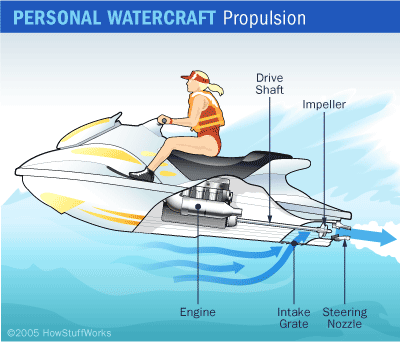 PERSONAL WATERCRAFT Propulsion
Drive
Shaft
Impeller
Engine
Intake
Grate
Steering
Nozzle
©2005 HowStuffWorks